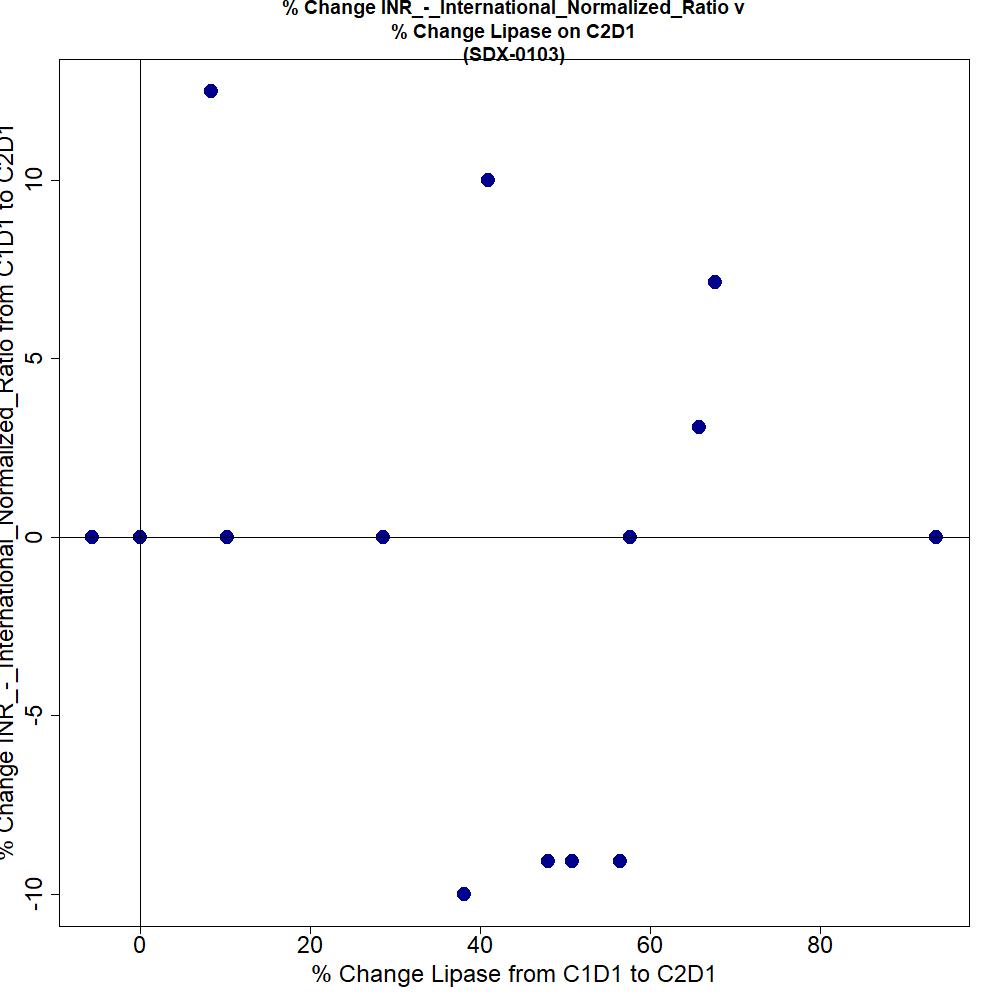 % Change INR_-_International_Normalized_Ratio v
% Change Lipase on C2D1
(SDX-0103)
% Change INR_-_International_Normalized_Ratio from C1D1 to C2D1
10
5
0
-5
-10
0 20 40 60 80
% Change Lipase from C1D1 to C2D1